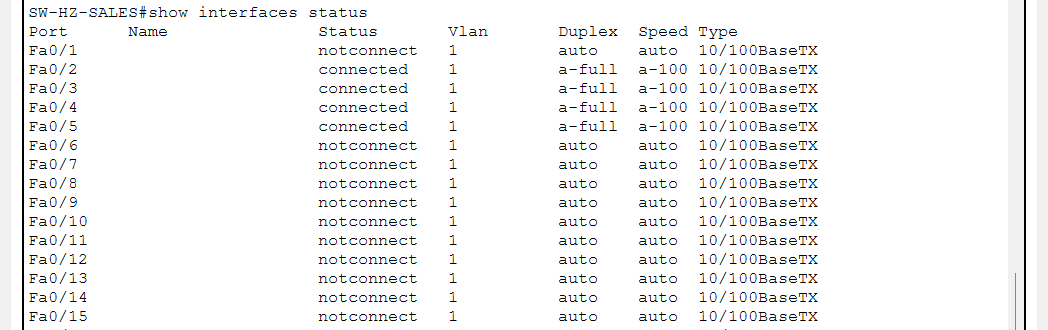 SW-HZ-SALES#show interfaces status
Port Name Status Vlan Duplex Speed Type
Fa0/1 notconnect 1 auto auto 10/100BaseTX
Fa0/2 connected 1 a-full a-100 10/100BaseTX
Fa0/3 connected 1 a-full a-100 10/100BaseTX
Fa0/4 connected 1 a-full a-100 10/100BaseTX
Fa0/5 connected 1 a-full a-100 10/100BaseTX
Fa0/6 notconnect 1 auto auto 10/100BaseTX
Fa0/7 notconnect 1 auto auto 10/100BaseTX
Fa0/8 notconnect 1 auto auto 10/100BaseTX
Fa0/9 notconnect 1 auto auto 10/100BaseTX
Fa0/10 notconnect 1 auto auto 10/100BaseTX
Fa0/11 notconnect 1 auto auto 10/100BaseTX
Fa0/12 notconnect 1 auto auto 10/100BaseTX
Fa0/13 notconnect 1 auto auto 10/100BaseTX
Fa0/14 notconnect 1 auto auto 10/100BaseTX
Fa0/15 notconnect 1 auto auto 10/100BaseTX